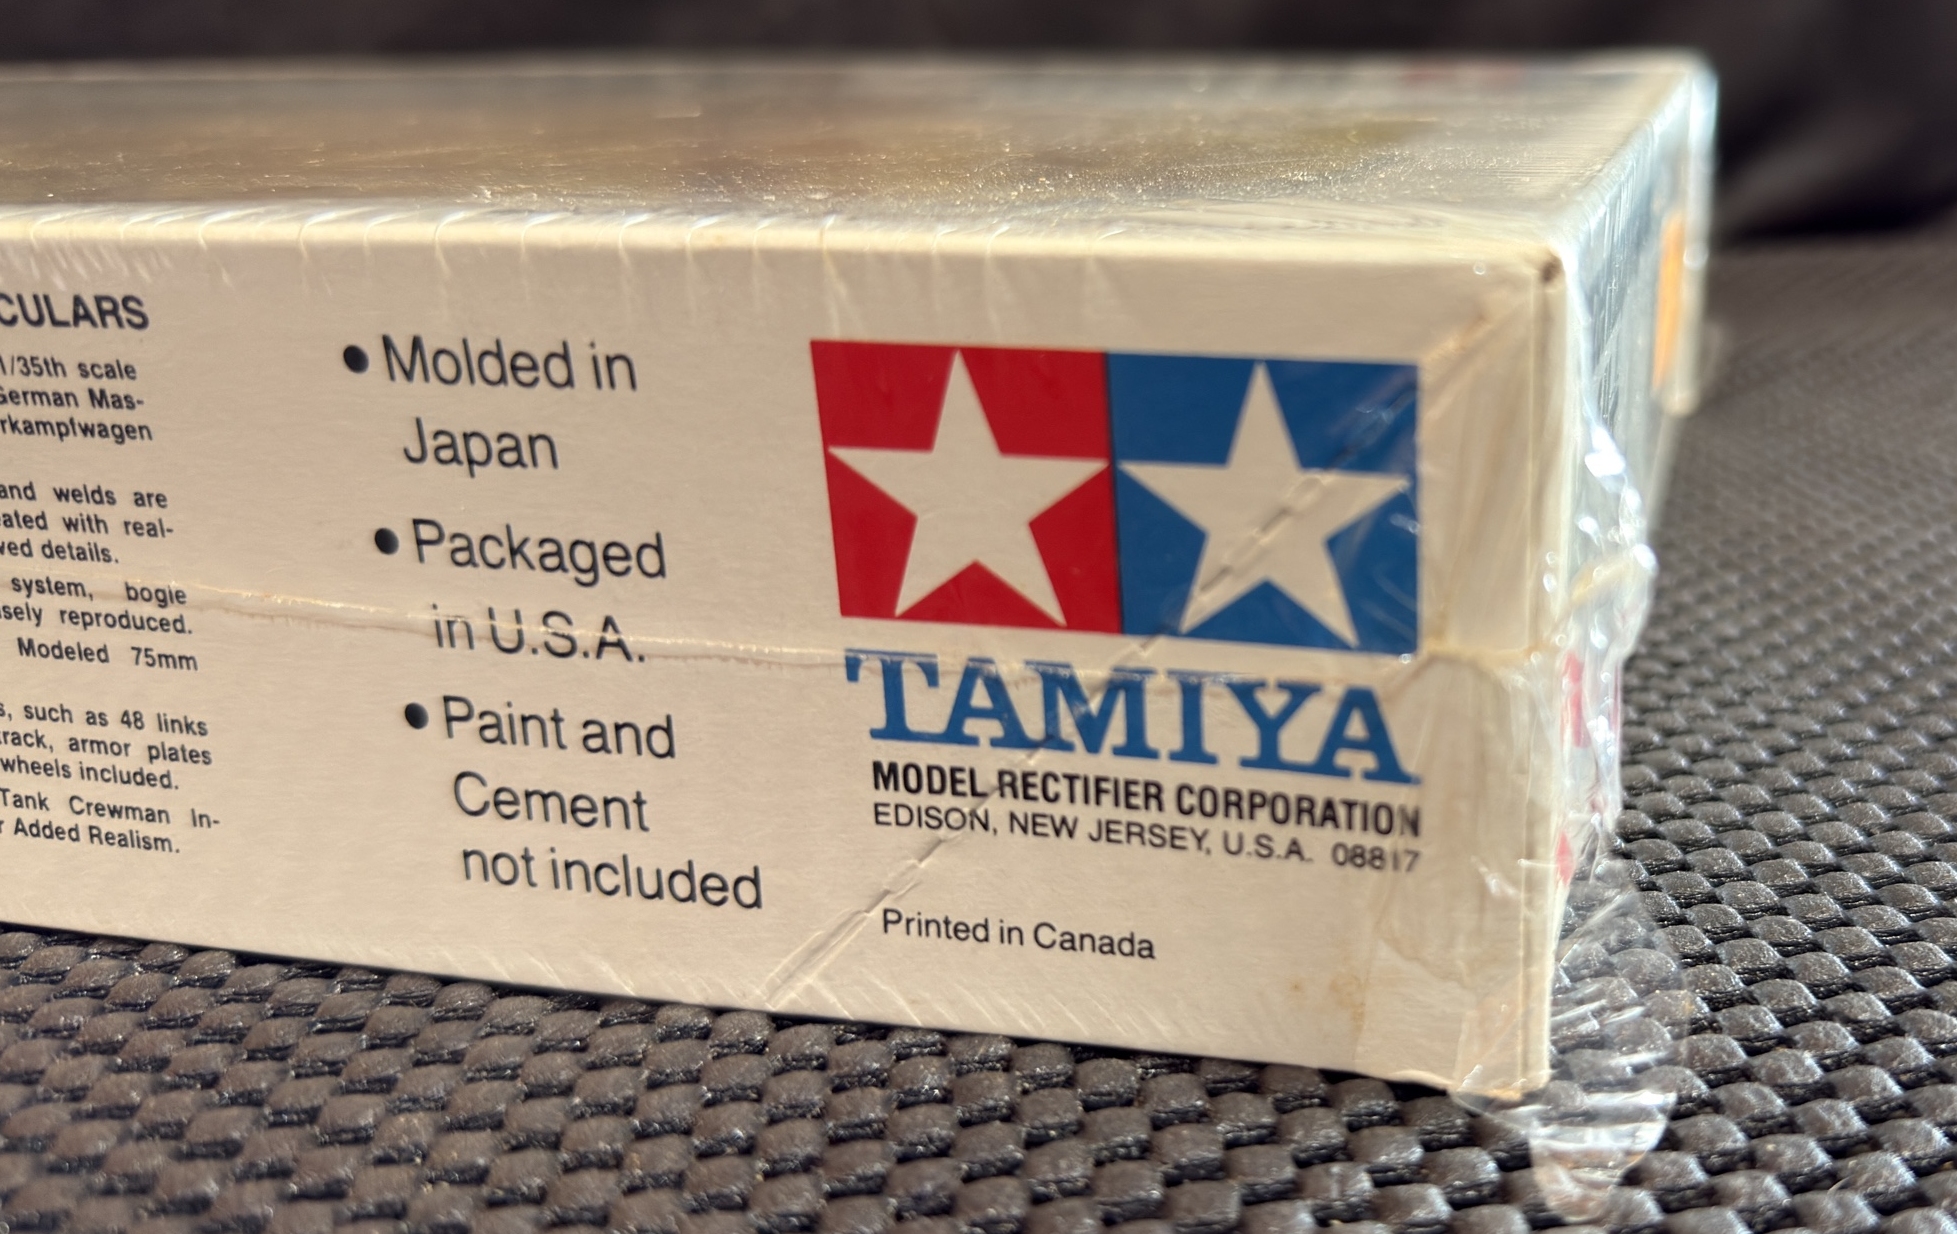 CULARS
1/35th scale
German Mas-
rkampfwagen
and welds are
ated with real-
ved details.
system, bogie
sely reproduced.
Modeled 75mm
s, such as 48 links
rack, armor plates
wheels included.
Tank Crewman In-
r Added Realism.
• Molded in
Japan
• Packaged
in U.S.A.
• Paint and
Cement
not included
TAMIYA
MODEL RECTIFIER CORPORATION
EDISON, NEW JERSEY, U.S.A. 08817
Printed in Canada